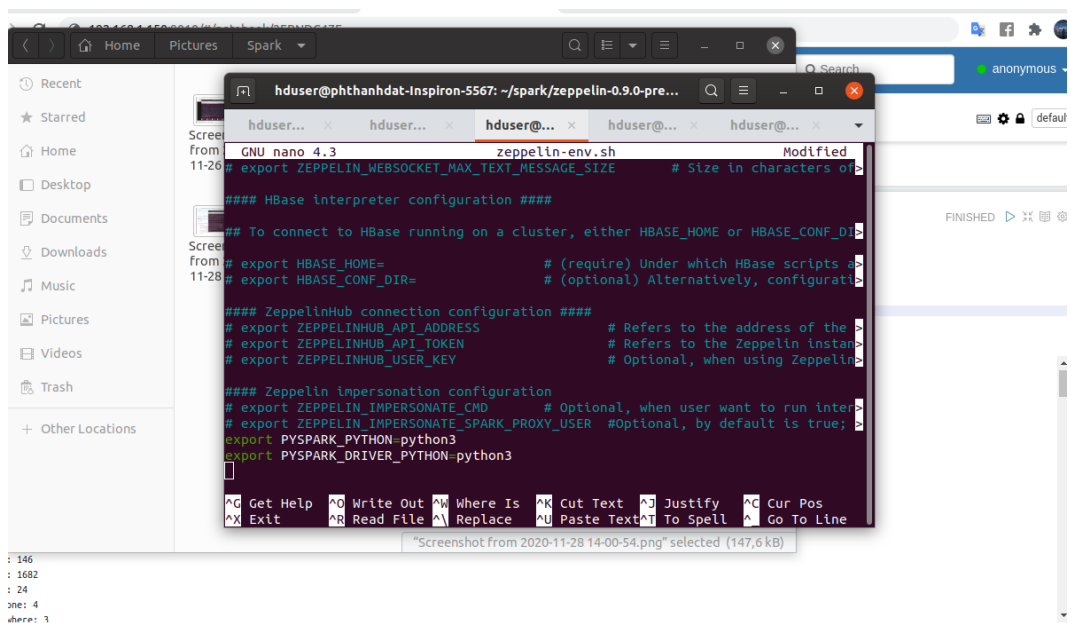 Home Pictures Spark
Search
anonymous
Recent
Starred
Home
Desktop
Documents
Downloads
Music
Pictures
Videos
Trash
+ Other Locations
Screen
from
11-26
Screen
from
11-28
hduser@phthanhdat-Inspiron-5567: ~/spark/zeppelin-0.9.0-pre...
hduser... × hduser... × hduser@... × hduser@... × hduser@... ×
default
FINISHED
GNU nano 4.3 zeppelin-env.sh Modified
# export ZEPPELIN_WEBSOCKET_MAX_TEXT_MESSAGE_SIZE # Size in characters of>
#### HBase interpreter configuration ####
## To connect to HBase running on a cluster, either HBASE_HOME or HBASE_CONF_DI>
# export HBASE_HOME= # (require) Under which HBase scripts a>
# export HBASE_CONF_DIR= # (optional) Alternatively, configurati>
#### ZeppelinHub connection configuration ####
# export ZEPPELINHUB_API_ADDRESS # Refers to the address of the >
# export ZEPPELINHUB_API_TOKEN # Refers to the Zeppelin instan>
# export ZEPPELINHUB_USER_KEY # Optional, when using Zeppelin>
#### Zeppelin impersonation configuration
# export ZEPPELIN_IMPERSONATE_CMD # Optional, when user want to run inter>
# export ZEPPELIN_IMPERSONATE_SPARK_PROXY_USER #Optional, by default is true; >
export PYSPARK_PYTHON=python3
export PYSPARK_DRIVER_PYTHON=python3
^G Get Help ^O Write Out ^W Where Is ^K Cut Text ^J Justify ^C Cur Pos
^X Exit ^R Read File ^\ Replace ^U Paste Text ^T To Spell ^_ Go To Line
"Screenshot from 2020-11-28 14-00-54.png" selected (147,6 kB)
: 146
: 1682
: 24
one: 4
where: 3